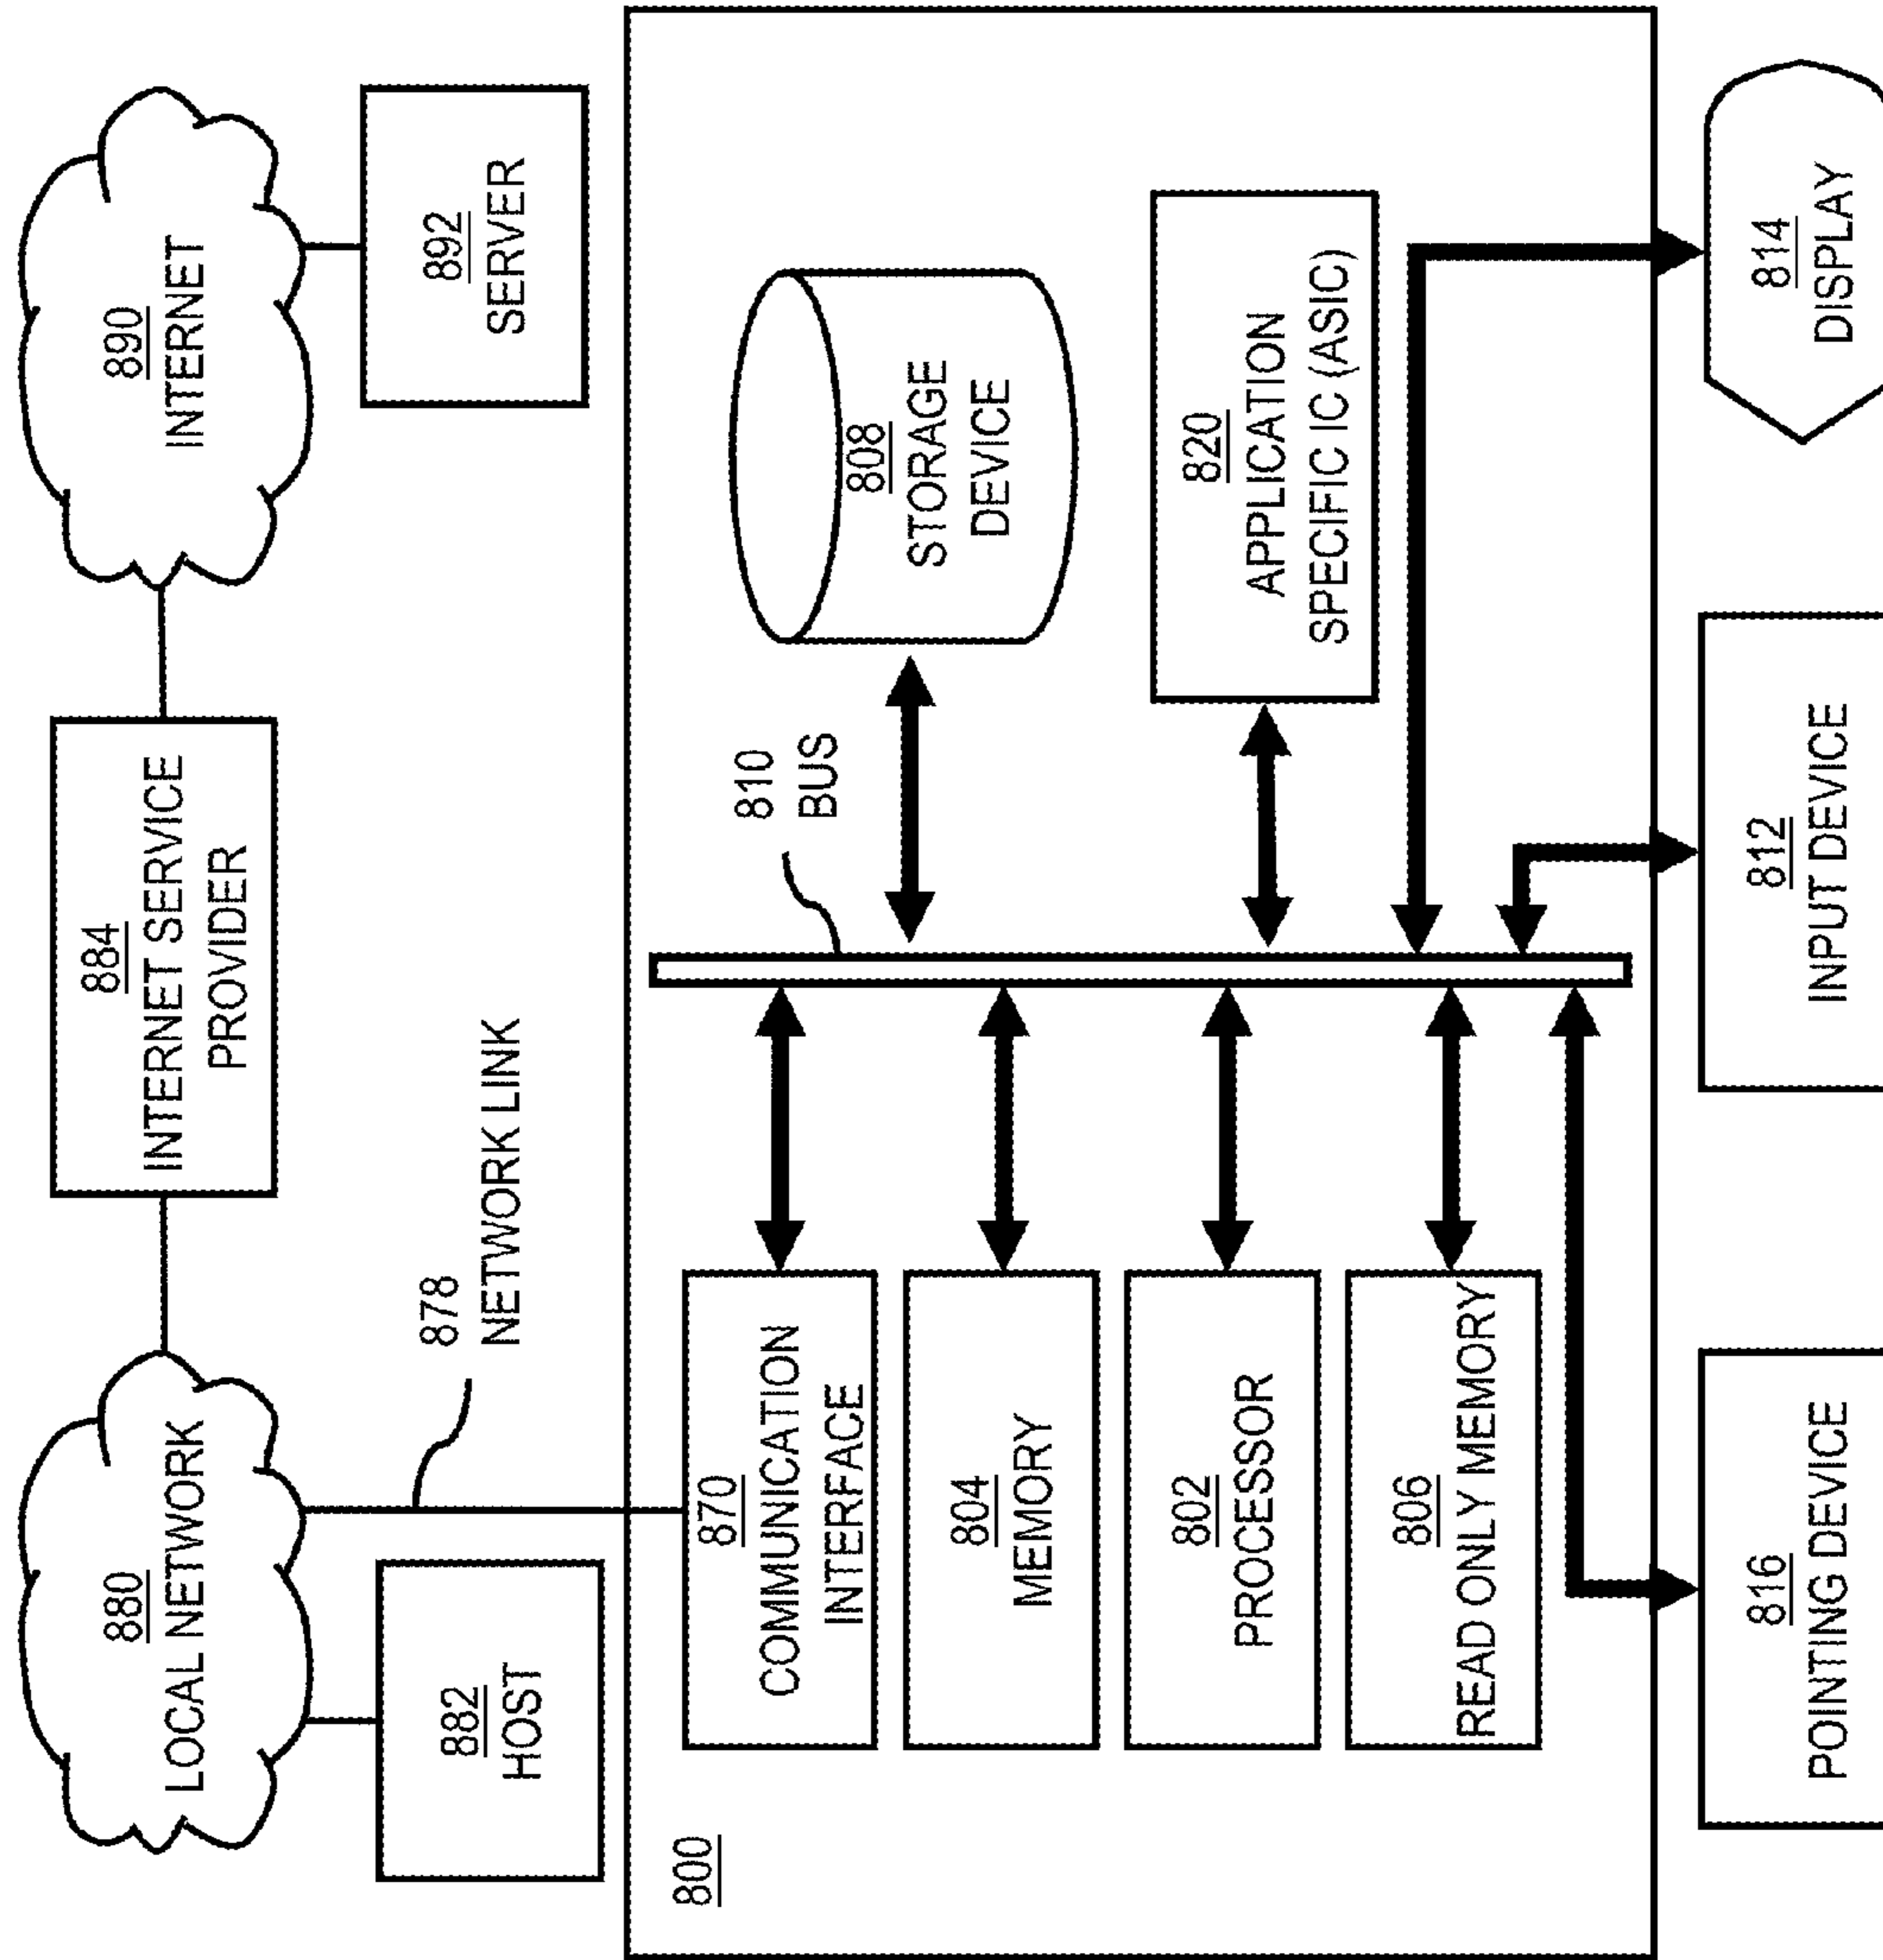 880
LOCAL NETWORK
884
INTERNET SERVICE
PROVIDER
890
INTERNET
882
HOST
878
NETWORK LINK
892
SERVER
800
870
COMMUNICATION
INTERFACE
810
BUS
808
STORAGE
DEVICE
804
MEMORY
802
PROCESSOR
820
APPLICATION
SPECIFIC IC (ASIC)
806
READ ONLY MEMORY
816
POINTING DEVICE
812
INPUT DEVICE
814
DISPLAY